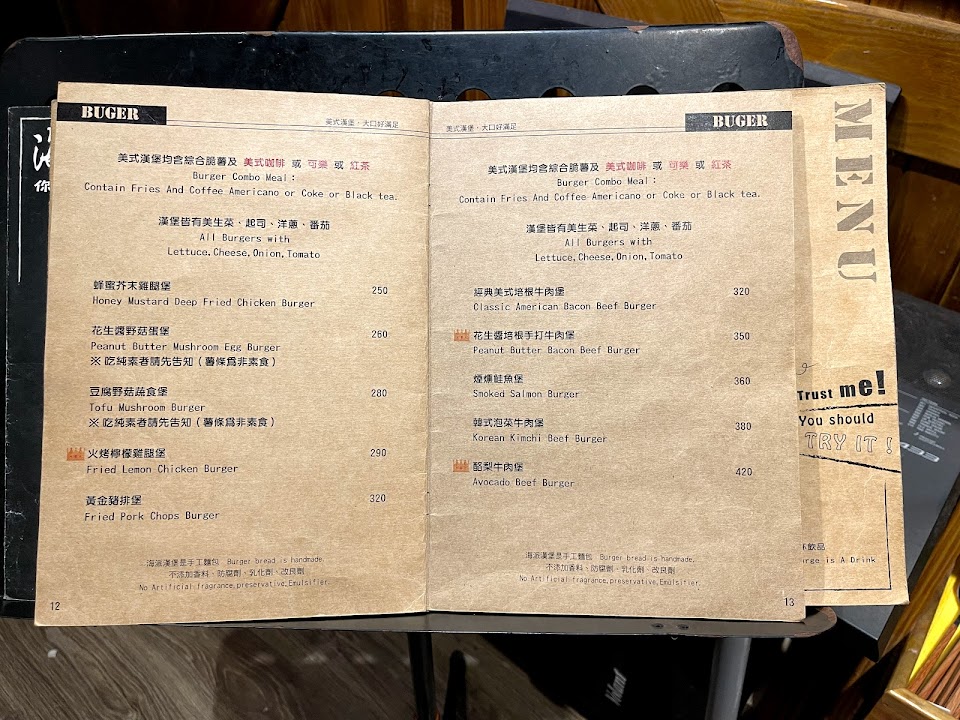 BUGER
美式漢堡，大口好滿足
美式漢堡均含綜合脆薯及 美式咖啡 或 可樂 或 紅茶
Burger Combo Meal：
Contain Fries And Coffee Americano or Coke or Black tea.
漢堡皆有美生菜、起司、洋蔥、番茄
All Burgers with
Lettuce,Cheese,Onion,Tomato
蜂蜜芥末雞腿堡 250
Honey Mustard Deep Fried Chicken Burger
花生醬野菇蛋堡 260
Peanut Butter Mushroom Egg Burger
※ 吃純素者請先告知（薯條為非素食）
豆腐野菇蔬食堡 280
Tofu Mushroom Burger
※ 吃純素者請先告知（薯條為非素食）
火烤檸檬雞腿堡 290
Fried Lemon Chicken Burger
黃金豬排堡 320
Fried Pork Chops Burger
海派漢堡是手工麵包 Burger bread is handmade.
不添加香料、防腐劑、乳化劑、改良劑
No Artificial fragrance,preservative,Emulsifier.
12
美式漢堡，大口好滿足
BUGER
美式漢堡均含綜合脆薯及 美式咖啡 或 可樂 或 紅茶
Burger Combo Meal：
Contain Fries And Coffee Americano or Coke or Black tea.
漢堡皆有美生菜、起司、洋蔥、番茄
All Burgers with
Lettuce,Cheese,Onion,Tomato
經典美式培根牛肉堡 320
Classic American Bacon Beef Burger
花生醬培根手打牛肉堡 350
Peanut Butter Bacon Beef Burger
煙燻鮭魚堡 360
Smoked Salmon Burger
韓式泡菜牛肉堡 380
Korean Kimchi Beef Burger
酪梨牛肉堡 420
Avocado Beef Burger
海派漢堡是手工麵包 Burger bread is handmade.
不添加香料、防腐劑、乳化劑、改良劑
No Artificial fragrance,preservative,Emulsifier.
13
MENU
Trust me!
You should
TRY IT !
飲品
is A Drink
你